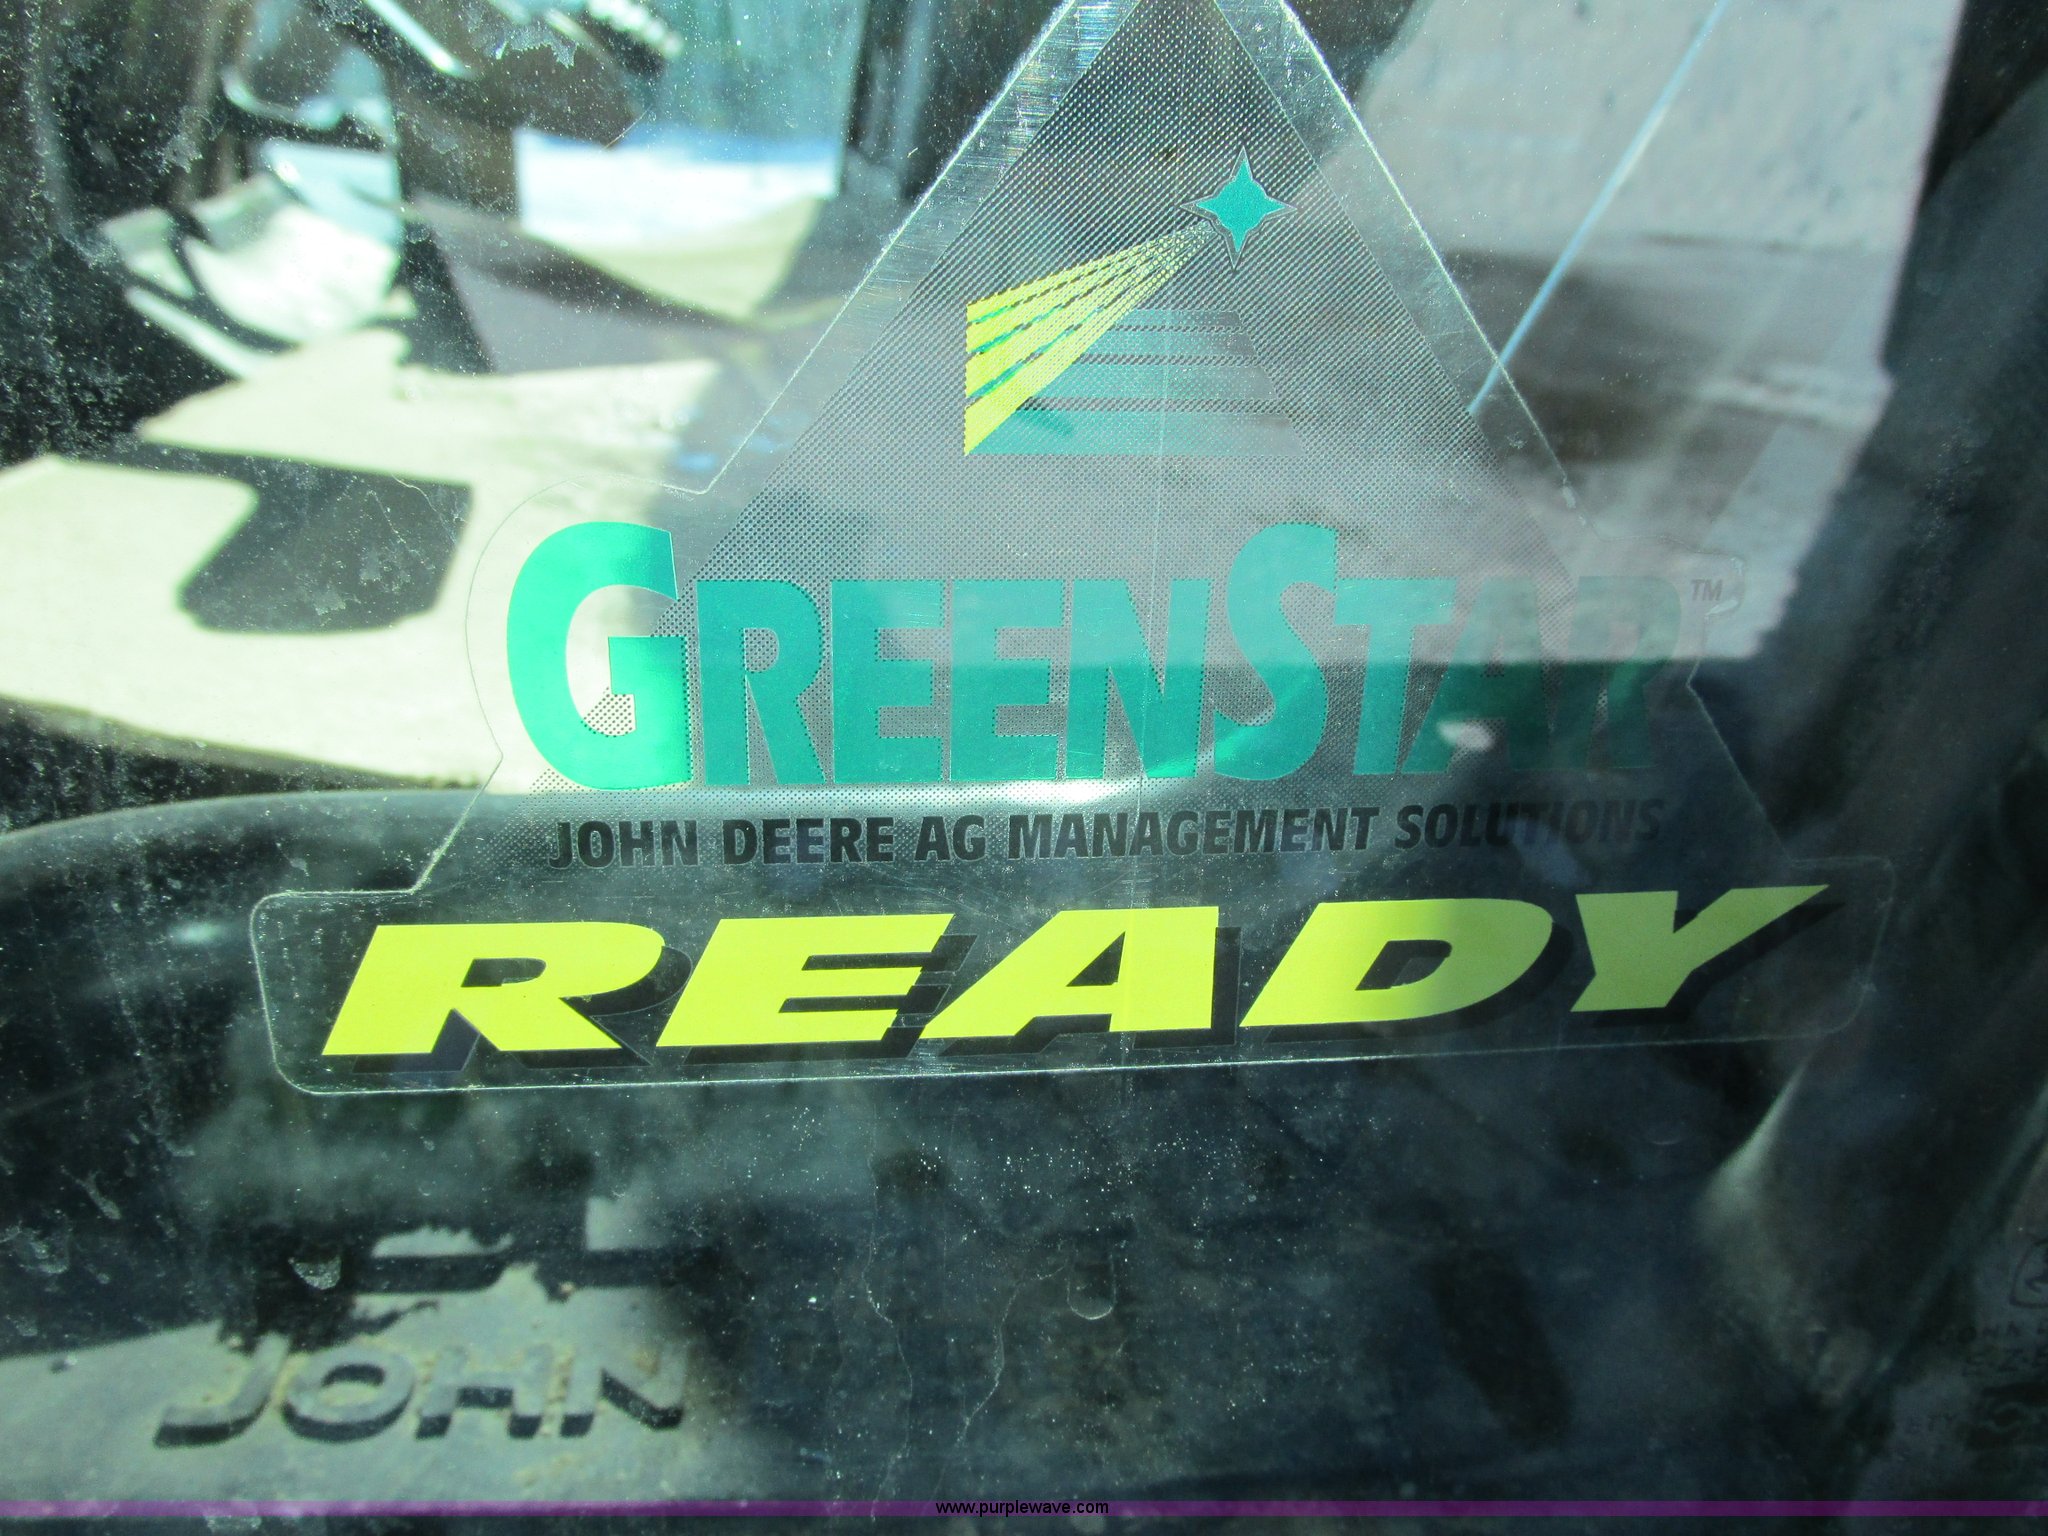 GREENSTAR™
JOHN DEERE AG MANAGEMENT SOLUTIONS
READY
JOHN
www.purplewave.com